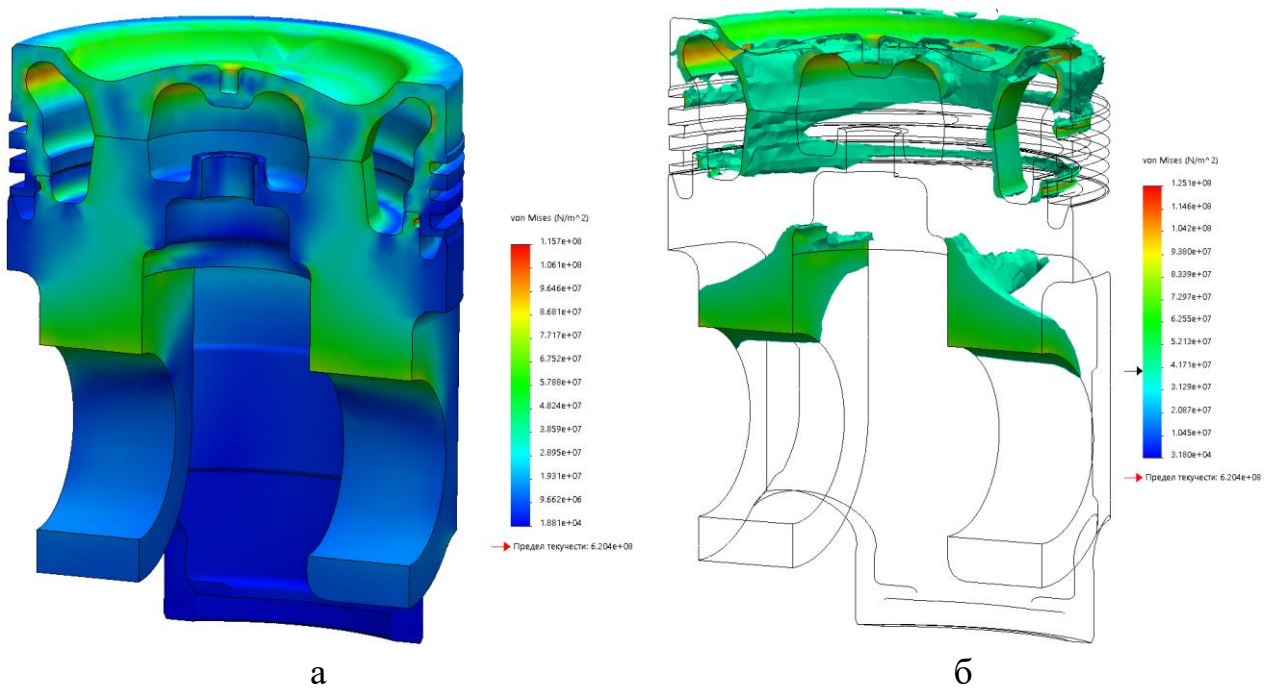 von Mises (N/m^2)
1.157e+08
1.061e+08
9.646e+07
8.681e+07
7.717e+07
6.752e+07
5.788e+07
4.824e+07
3.859e+07
2.895e+07
1.931e+07
9.662e+06
1.881e+04
Предел текучести: 6.204e+08
von Mises (N/m^2)
1.251e+08
1.146e+08
1.042e+08
9.380e+07
8.339e+07
7.297e+07
6.255e+07
5.213e+07
4.171e+07
3.129e+07
2.087e+07
1.045e+07
3.180e+04
Предел текучести: 6.204e+08
а
б